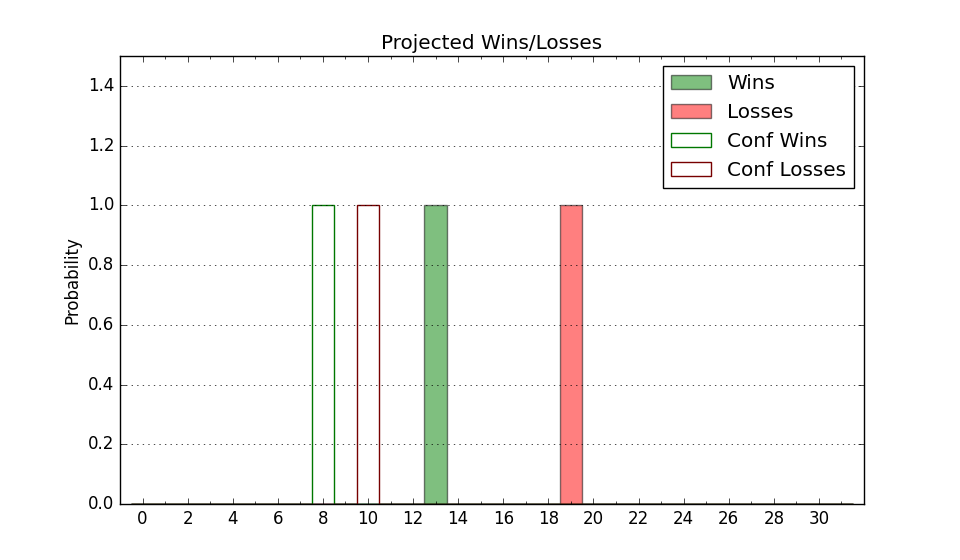 Projected Wins/Losses
1.4
1.2
1.0
0.8
0.6
0.4
0.2
0.0
Probability
Wins
Losses
Conf Wins
Conf Losses
0 2 4 6 8 10 12 14 16 18 20 22 24 26 28 30